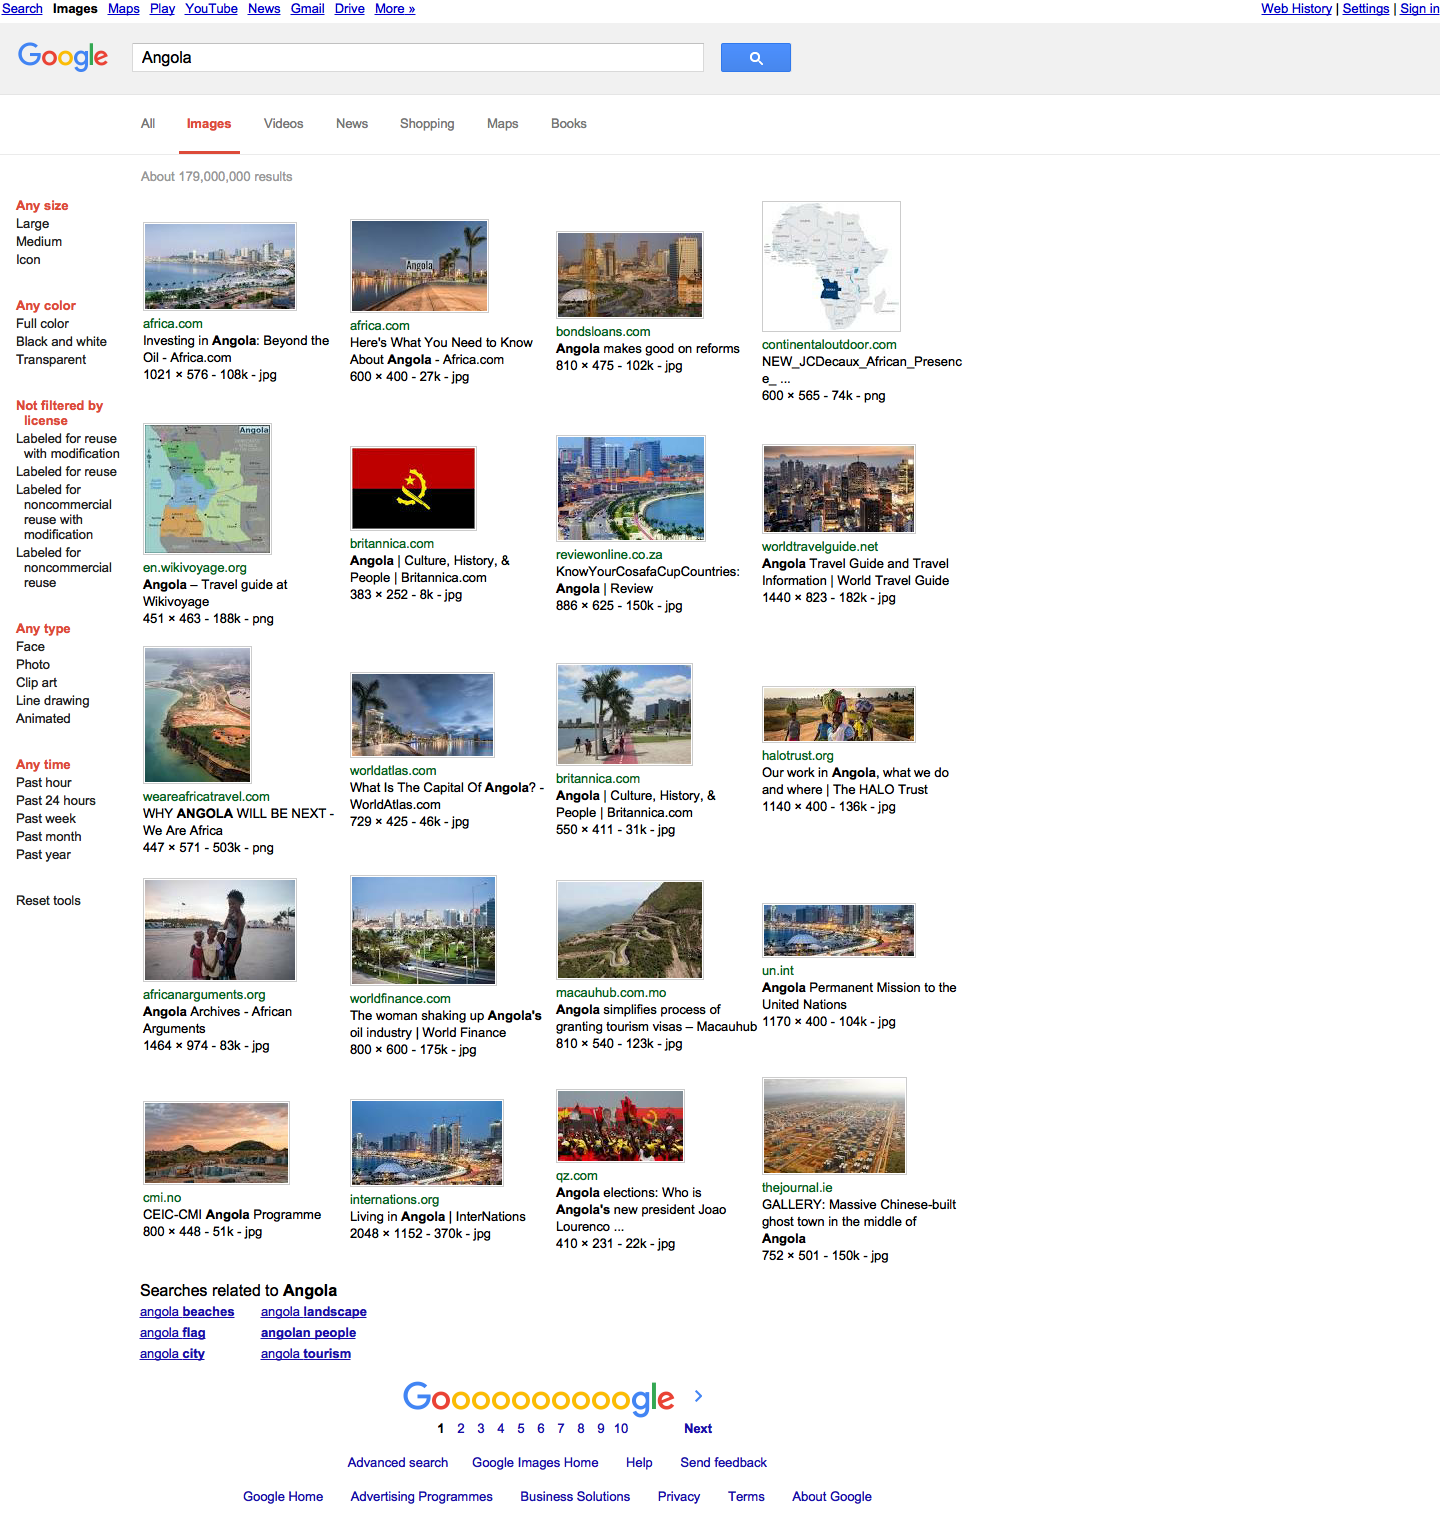 Search Images Maps Play YouTube News Gmail Drive More »
Web History | Settings | Sign in
Google
Angola
All Images Videos News Shopping Maps Books
About 179,000,000 results
Any size
Large
Medium
Icon
Any color
Full color
Black and white
Transparent
Not filtered by
license
Labeled for reuse
with modification
Labeled for reuse
Labeled for
noncommercial
reuse with
modification
Labeled for
noncommercial
reuse
Any type
Face
Photo
Clip art
Line drawing
Animated
Any time
Past hour
Past 24 hours
Past week
Past month
Past year
Reset tools
africa.com
Investing in Angola: Beyond the
Oil - Africa.com
1021 × 576 - 108k - jpg
Angola
africa.com
Here's What You Need to Know
About Angola - Africa.com
600 × 400 - 27k - jpg
bondsloans.com
Angola makes good on reforms
810 × 475 - 102k - jpg
continentaloutdoor.com
NEW_JCDecaux_African_Presenc
e_ ...
600 × 565 - 74k - png
Angola
en.wikivoyage.org
Angola – Travel guide at
Wikivoyage
451 × 463 - 188k - png
britannica.com
Angola | Culture, History, &
People | Britannica.com
383 × 252 - 8k - jpg
reviewonline.co.za
KnowYourCosafaCupCountries:
Angola | Review
886 × 625 - 150k - jpg
worldtravelguide.net
Angola Travel Guide and Travel
Information | World Travel Guide
1440 × 823 - 182k - jpg
weareafricatravel.com
WHY ANGOLA WILL BE NEXT -
We Are Africa
447 × 571 - 503k - png
worldatlas.com
What Is The Capital Of Angola? -
WorldAtlas.com
729 × 425 - 46k - jpg
britannica.com
Angola | Culture, History, &
People | Britannica.com
550 × 411 - 31k - jpg
halotrust.org
Our work in Angola, what we do
and where | The HALO Trust
1140 × 400 - 136k - jpg
africanarguments.org
Angola Archives - African
Arguments
1464 × 974 - 83k - jpg
worldfinance.com
The woman shaking up Angola's
oil industry | World Finance
800 × 600 - 175k - jpg
macauhub.com.mo
Angola simplifies process of
granting tourism visas – Macauhub
810 × 540 - 123k - jpg
un.int
Angola Permanent Mission to the
United Nations
1170 × 400 - 104k - jpg
cmi.no
CEIC-CMI Angola Programme
800 × 448 - 51k - jpg
internations.org
Living in Angola | InterNations
2048 × 1152 - 370k - jpg
qz.com
Angola elections: Who is
Angola's new president Joao
Lourenco ...
410 × 231 - 22k - jpg
thejournal.ie
GALLERY: Massive Chinese-built
ghost town in the middle of
Angola
752 × 501 - 150k - jpg
Searches related to Angola
angola beaches angola landscape
angola flag angolan people
angola city angola tourism
Goooooooooogle >
1 2 3 4 5 6 7 8 9 10 Next
Advanced search Google Images Home Help Send feedback
Google Home Advertising Programmes Business Solutions Privacy Terms About Google